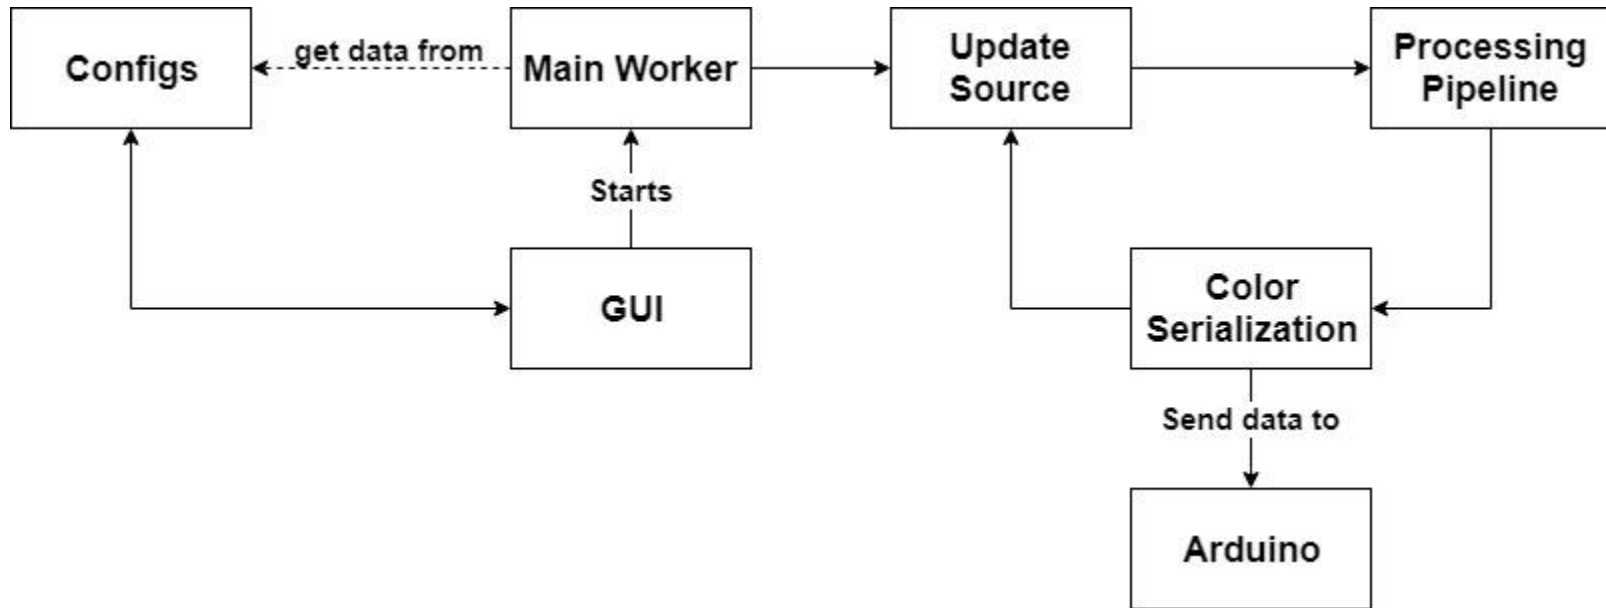 Configs
get data from
Main Worker
Update
Source
Processing
Pipeline
Starts
GUI
Color
Serialization
Send data to
Arduino